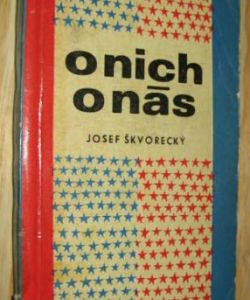 o nich
o nás
JOSEF ŠKVORECKÝ